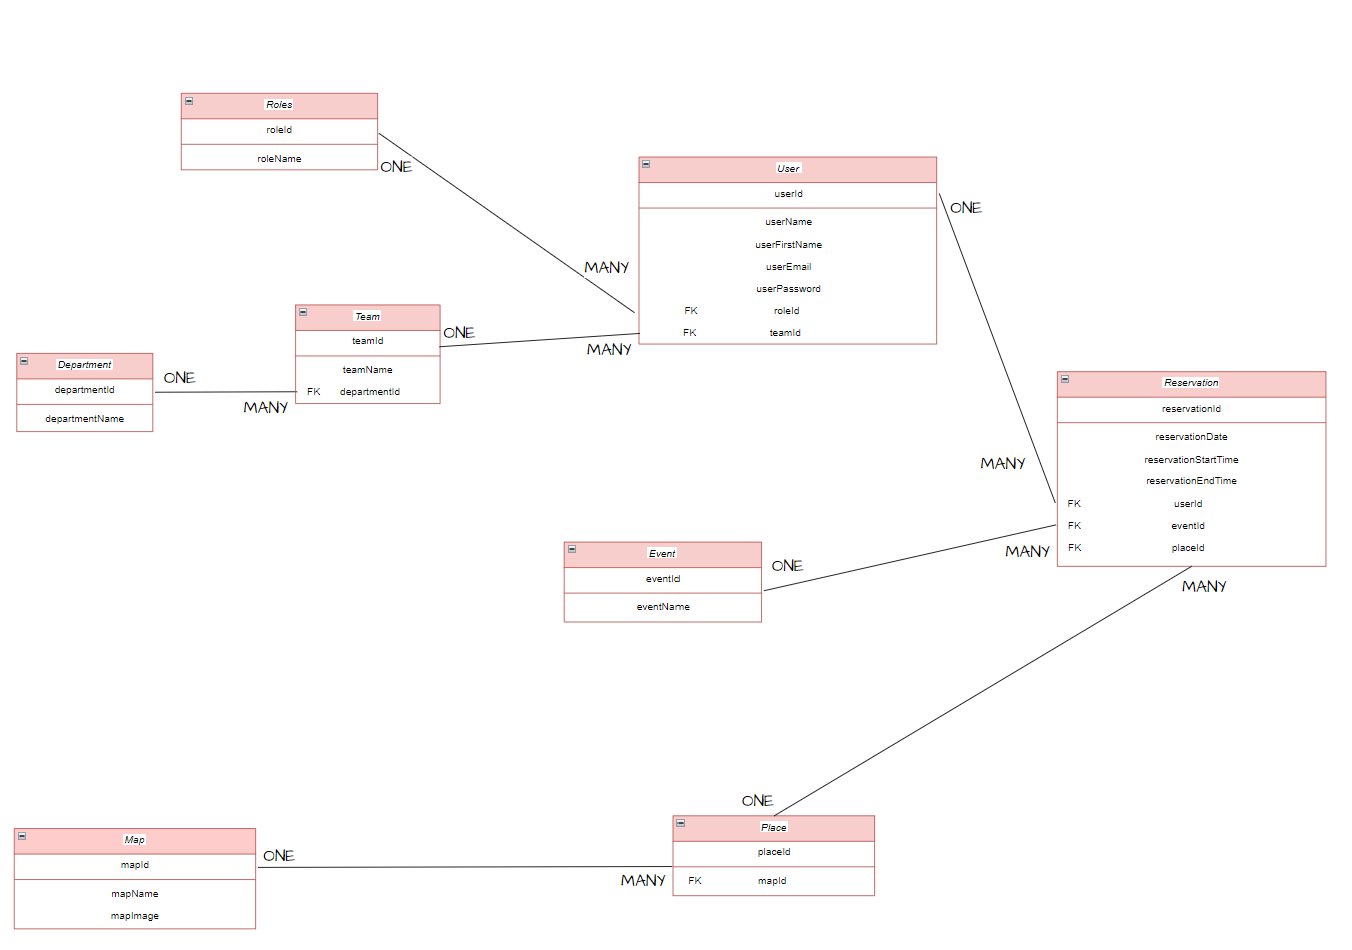 Roles
roleId
roleName
ONE
MANY
User
userId
userName
userFirstName
userEmail
userPassword
FK roleId
FK teamId
ONE
MANY
Team
teamId
teamName
FK departmentId
ONE
MANY
Department
departmentId
departmentName
ONE
MANY
Reservation
reservationId
reservationDate
reservationStartTime
reservationEndTime
FK userId
FK eventId
FK placeId
MANY
Event
eventId
eventName
ONE
MANY
ONE
Place
placeId
FK mapId
Map
mapId
mapName
mapImage
ONE
MANY